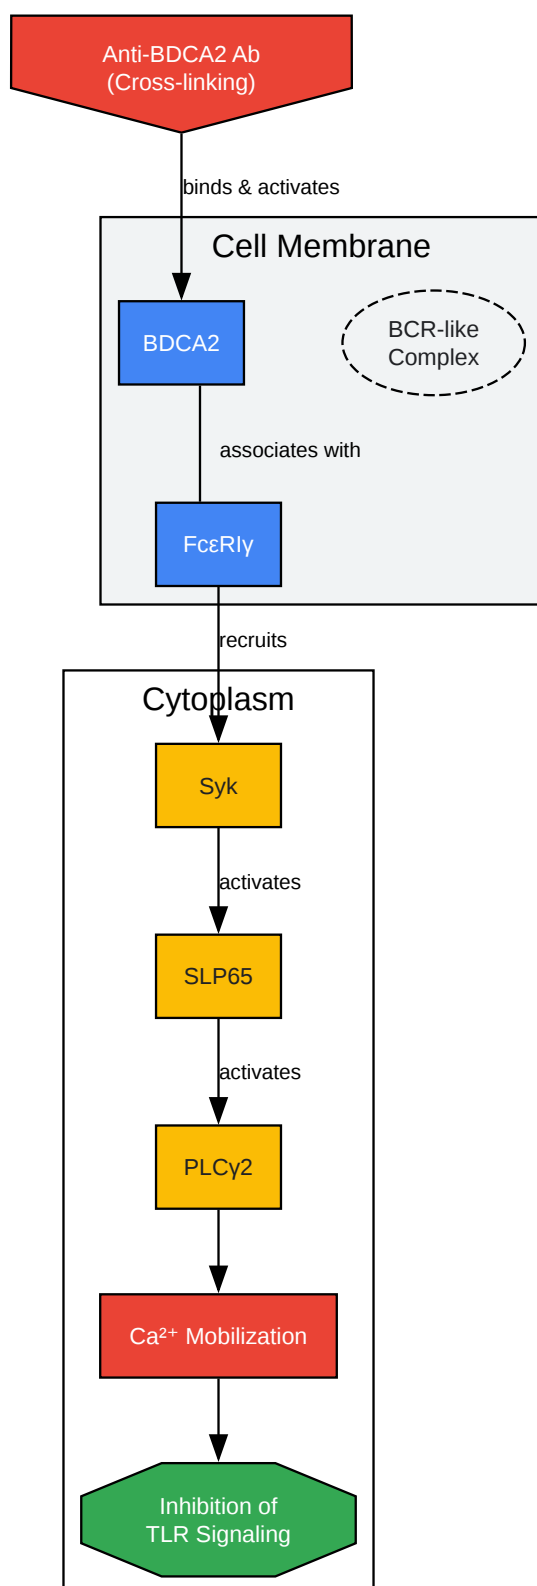 Anti-BDCA2 Ab
(Cross-linking)
binds & activates
Cell Membrane
BDCA2
BCR-like
Complex
associates with
FcεRIγ
recruits
Cytoplasm
Syk
activates
SLP65
activates
PLCγ2
Ca²⁺ Mobilization
Inhibition of
TLR Signaling